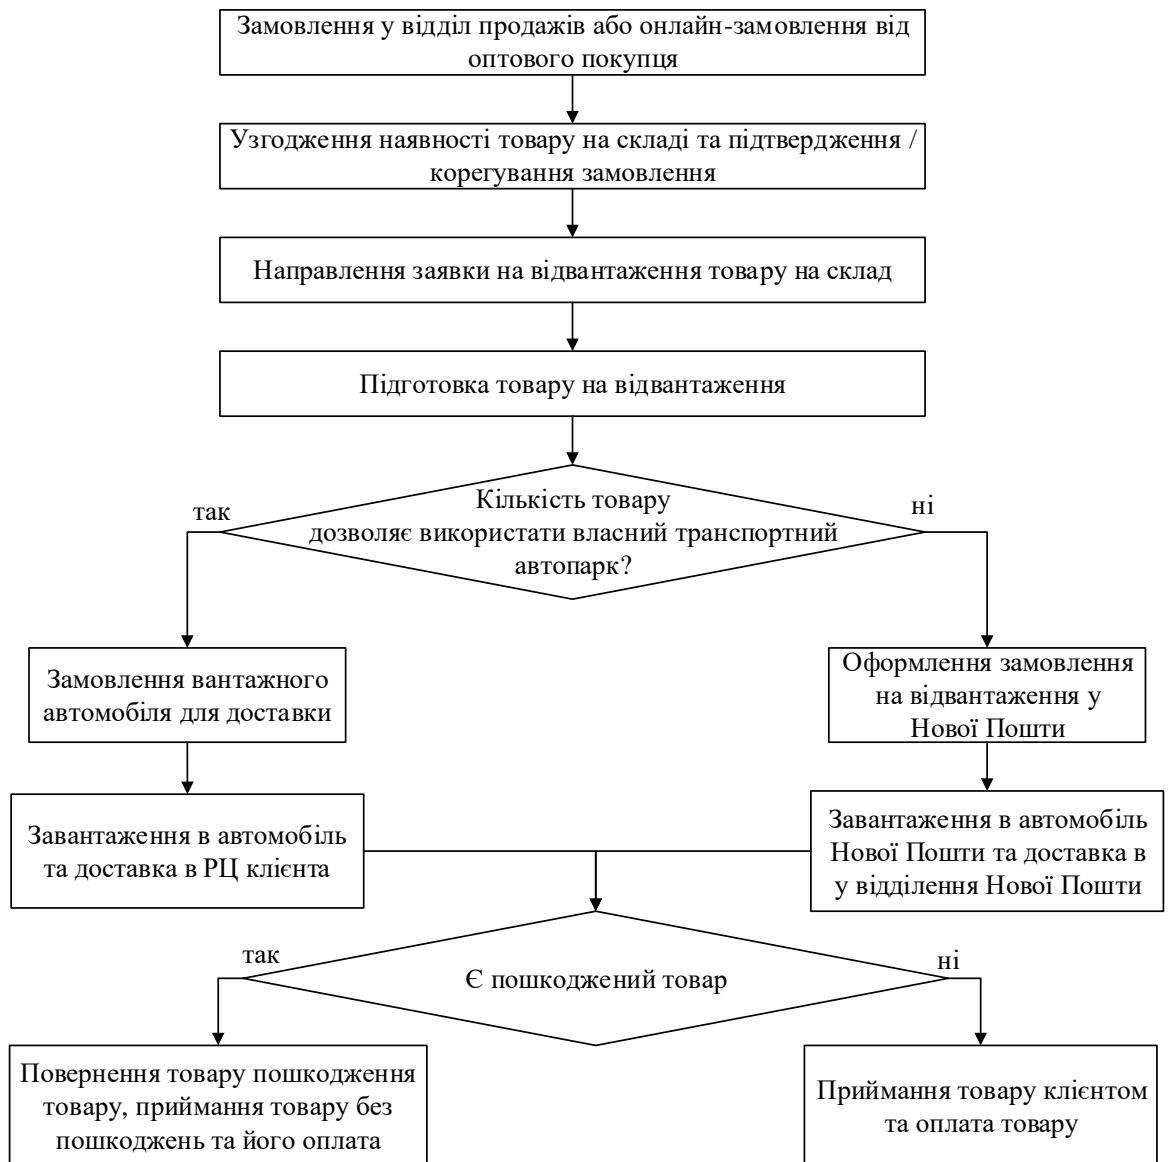 Замовлення у відділ продажів або онлайн-замовлення від
оптового покупця
Узгодження наявності товару на складі та підтвердження /
корегування замовлення
Направлення заявки на відвантаження товару на склад
Підготовка товару на відвантаження
Кількість товару
дозволяє використати власний транспортний
автопарк?
так
ні
Замовлення вантажного
автомобіля для доставки
Оформлення замовлення
на відвантаження у
Нової Пошти
Завантаження в автомобіль
та доставка в РЦ клієнта
Завантаження в автомобіль
Нової Пошти та доставка в
у відділення Нової Пошти
Є пошкоджений товар
так
ні
Повернення товару пошкодження
товару, приймання товару без
пошкоджень та його оплата
Приймання товару клієнтом
та оплата товару